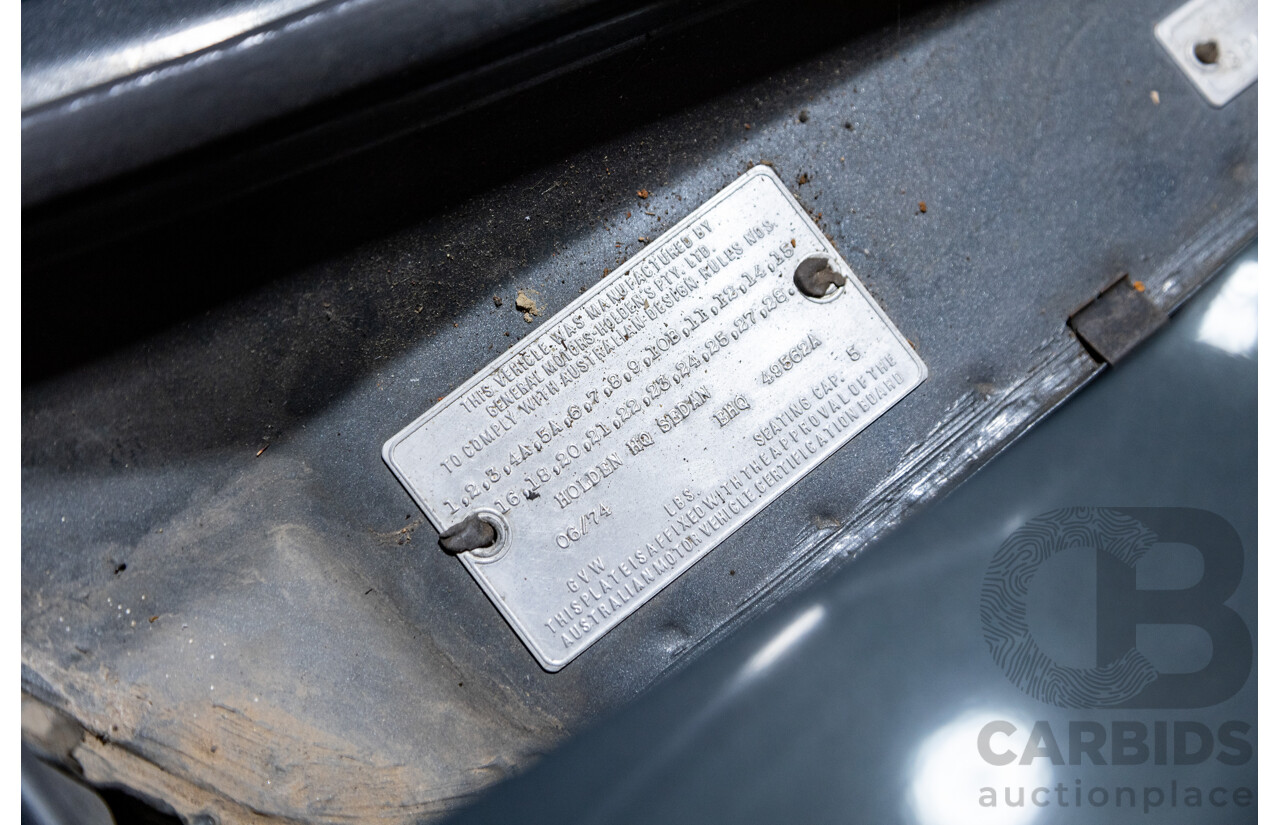 THIS VEHICLE WAS MANUFACTURED BY
GENERAL MOTORS-HOLDEN'S PTY. LTD.
TO COMPLY WITH AUSTRALIAN DESIGN RULES NOS.
1,2,3,4A,5A,6,7,8,9,10B,11,12,14,15
16,18,20,21,22,23,24,25,27,28.
HOLDEN HQ SEDAN
06/74 EHQ 49562A
GVW LBS. SEATING CAP. 5
THIS PLATE IS AFFIXED WITH THE APPROVAL OF THE
AUSTRALIAN MOTOR VEHICLE CERTIFICATION BOARD
CB
CARBIDS
auctionplace